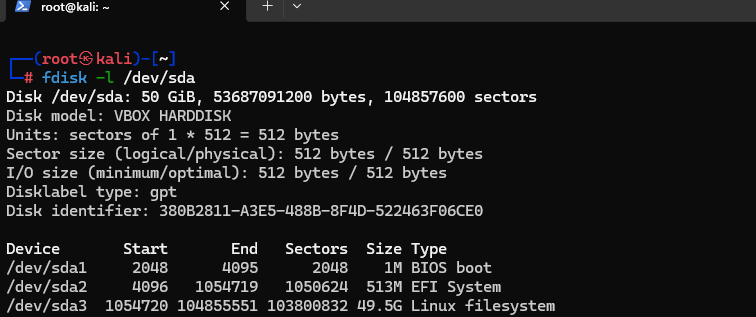 root@kali: ~
┌──(root㉿kali)-[~]
└─# fdisk -l /dev/sda
Disk /dev/sda: 50 GiB, 53687091200 bytes, 104857600 sectors
Disk model: VBOX HARDDISK
Units: sectors of 1 * 512 = 512 bytes
Sector size (logical/physical): 512 bytes / 512 bytes
I/O size (minimum/optimal): 512 bytes / 512 bytes
Disklabel type: gpt
Disk identifier: 380B2811-A3E5-488B-8F4D-522463F06CE0
Device       Start       End   Sectors  Size Type
/dev/sda1     2048      4095      2048    1M BIOS boot
/dev/sda2     4096   1054719   1050624  513M EFI System
/dev/sda3  1054720 104855551 103800832 49.5G Linux filesystem